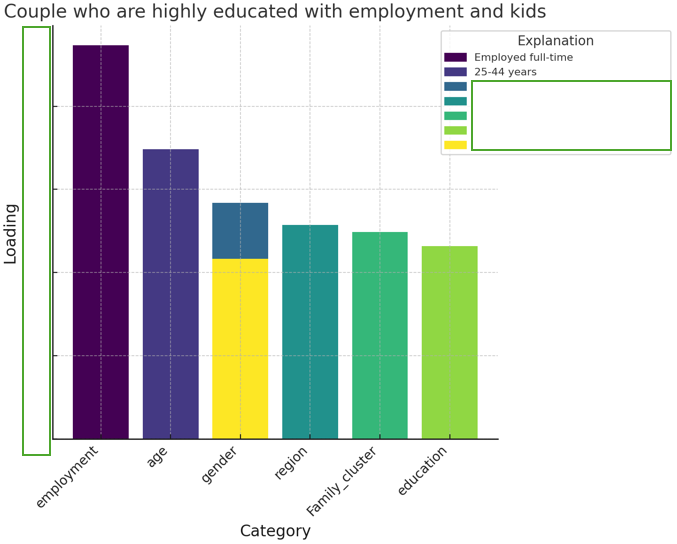 Couple who are highly educated with employment and kids
Explanation
Employed full-time
25-44 years
Loading
employment
age
gender
region
Family_cluster
education
Category